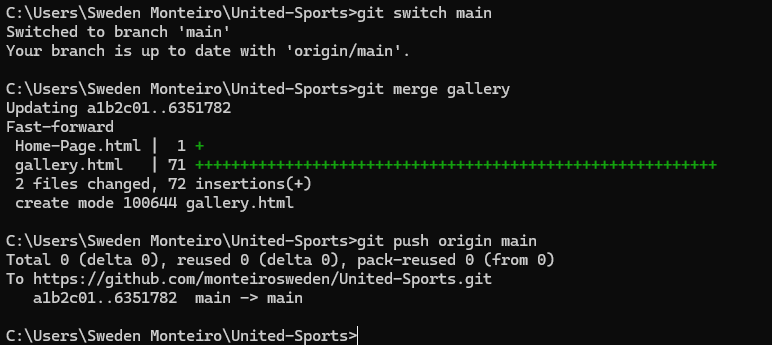 C:\Users\Sweden Monteiro\United-Sports>git switch main
Switched to branch 'main'
Your branch is up to date with 'origin/main'.
C:\Users\Sweden Monteiro\United-Sports>git merge gallery
Updating a1b2c01..6351782
Fast-forward
 Home-Page.html |  1 +
 gallery.html   | 71 ++++++++++++++++++++++++++++++++++++++++++++++++++++++++++
 2 files changed, 72 insertions(+)
 create mode 100644 gallery.html
C:\Users\Sweden Monteiro\United-Sports>git push origin main
Total 0 (delta 0), reused 0 (delta 0), pack-reused 0 (from 0)
To https://github.com/monteirosweden/United-Sports.git
   a1b2c01..6351782  main -> main
C:\Users\Sweden Monteiro\United-Sports>